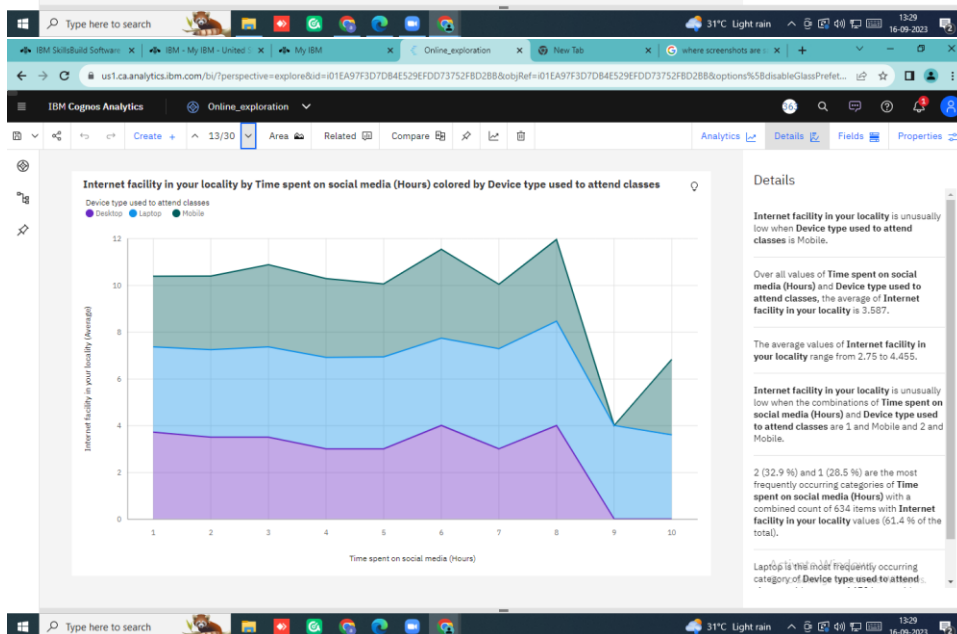 Type here to search
31°C Light rain
13:29
16-09-2023
2
IBM SkillsBuild Software
IBM - My IBM - United S
My IBM
Online_exploration
New Tab
where screenshots are s
us1.ca.analytics.ibm.com/bi/?perspective=explore&id=i01EA97F3D7DB4E529EFDD73752FBD2BB&objRef=i01EA97F3D7DB4E529EFDD73752FBD2BB&options%5BdisableGlassPrefet...
IBM Cognos Analytics
Online_exploration
Create +
13/30
Area
Related
Compare
Analytics
Details
Fields
Properties
Internet facility in your locality by Time spent on social media (Hours) colored by Device type used to attend classes
Device type used to attend classes
Desktop Laptop Mobile
Internet facility in your locality (Average)
12
10
8
6
4
2
0
1 2 3 4 5 6 7 8 9 10
Time spent on social media (Hours)
Details
Internet facility in your locality is unusually
low when Device type used to attend
classes is Mobile.
Over all values of Time spent on social
media (Hours) and Device type used to
attend classes, the average of Internet
facility in your locality is 3.587.
The average values of Internet facility in
your locality range from 2.75 to 4.455.
Internet facility in your locality is unusually
low when the combinations of Time spent on
social media (Hours) and Device type used
to attend classes are 1 and Mobile and 2 and
Mobile.
2 (32.9 %) and 1 (28.5 %) are the most
frequently occurring categories of Time
spent on social media (Hours) with a
combined count of 634 items with Internet
facility in your locality values (61.4 % of the
total).
Laptop is the most frequently occurring
category of Device type used to attend
Activate Windows
Type here to search
31°C Light rain
13:29
16-09-2023
2